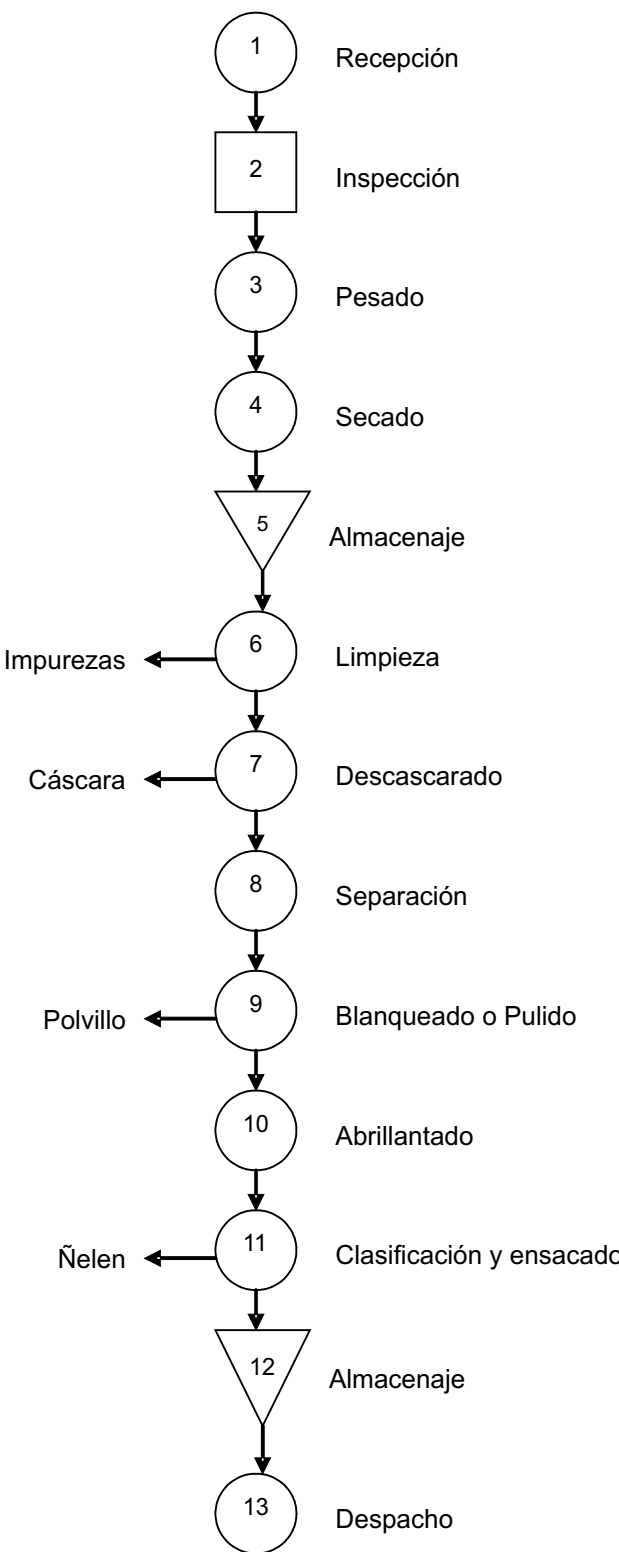 1 Recepción
2 Inspección
3 Pesado
4 Secado
5 Almacenaje
Impurezas 6 Limpieza
Cáscara 7 Descascarado
8 Separación
Polvillo 9 Blanqueado o Pulido
10 Abrillantado
Ñelen 11 Clasificación y ensacado
12 Almacenaje
13 Despacho